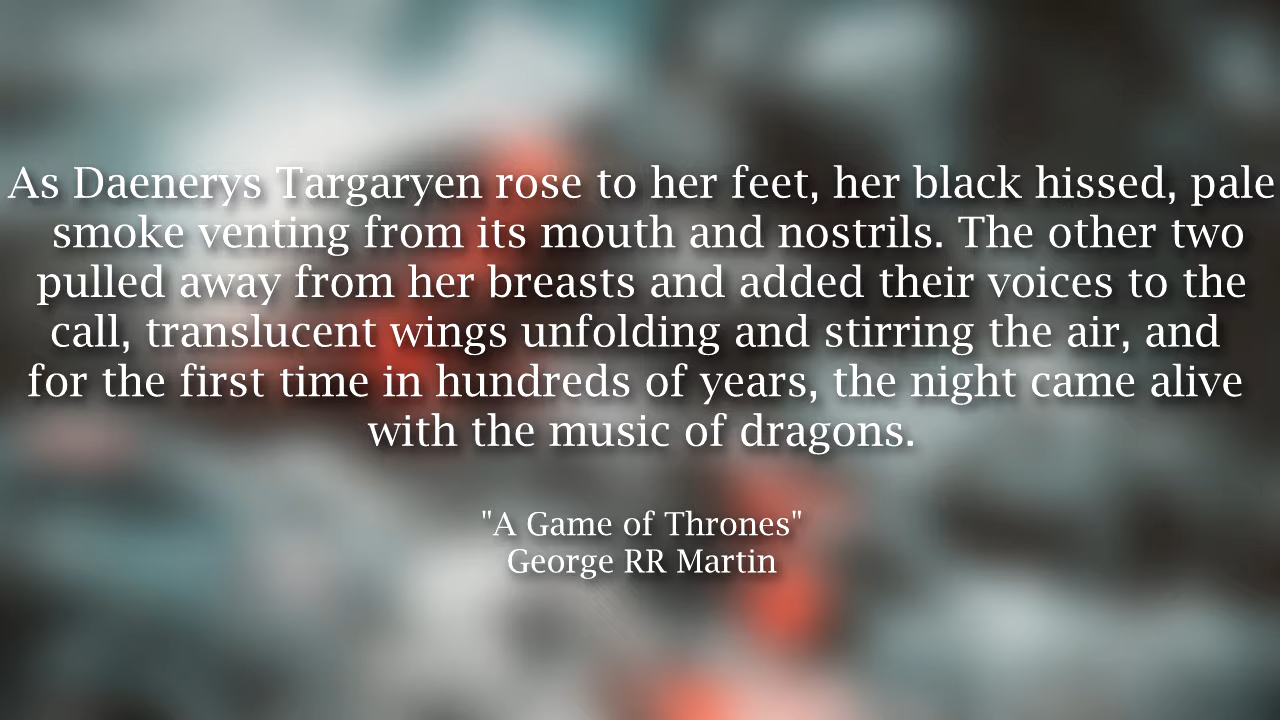 As Daenerys Targaryen rose to her feet, her black hissed, pale
smoke venting from its mouth and nostrils. The other two
pulled away from her breasts and added their voices to the
call, translucent wings unfolding and stirring the air, and
for the first time in hundreds of years, the night came alive
with the music of dragons.
"A Game of Thrones"
George RR Martin